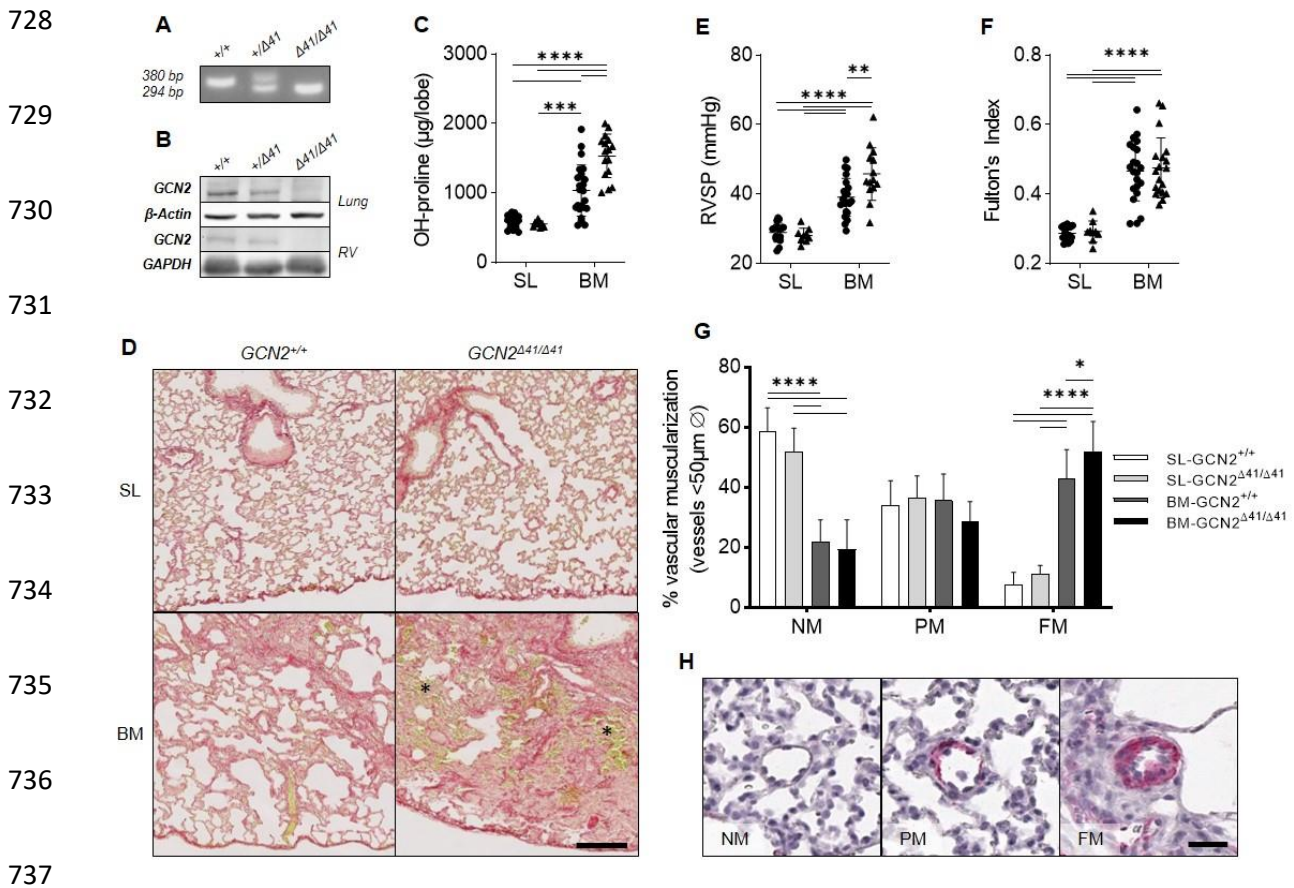 728
729
730
731
732
733
734
735
736
737
A
+/+
+/Δ41
Δ41/Δ41
380 bp
294 bp
B
+/+
+/Δ41
Δ41/Δ41
GCN2
β-Actin
Lung
GCN2
GAPDH
RV
C
OH-proline (µg/lobe)
3000
2000
1000
0
****
***
SL
BM
E
RVSP (mmHg)
80
60
40
20
**
****
SL
BM
F
Fulton's Index
0.8
0.6
0.4
0.2
****
SL
BM
D
GCN2+/+
GCN2Δ41/Δ41
SL
BM
*
*
G
% vascular muscularization
(vessels <50µm ∅)
80
60
40
20
0
****
*
****
NM
PM
FM
SL-GCN2+/+
SL-GCN2Δ41/Δ41
BM-GCN2+/+
BM-GCN2Δ41/Δ41
H
NM
PM
FM